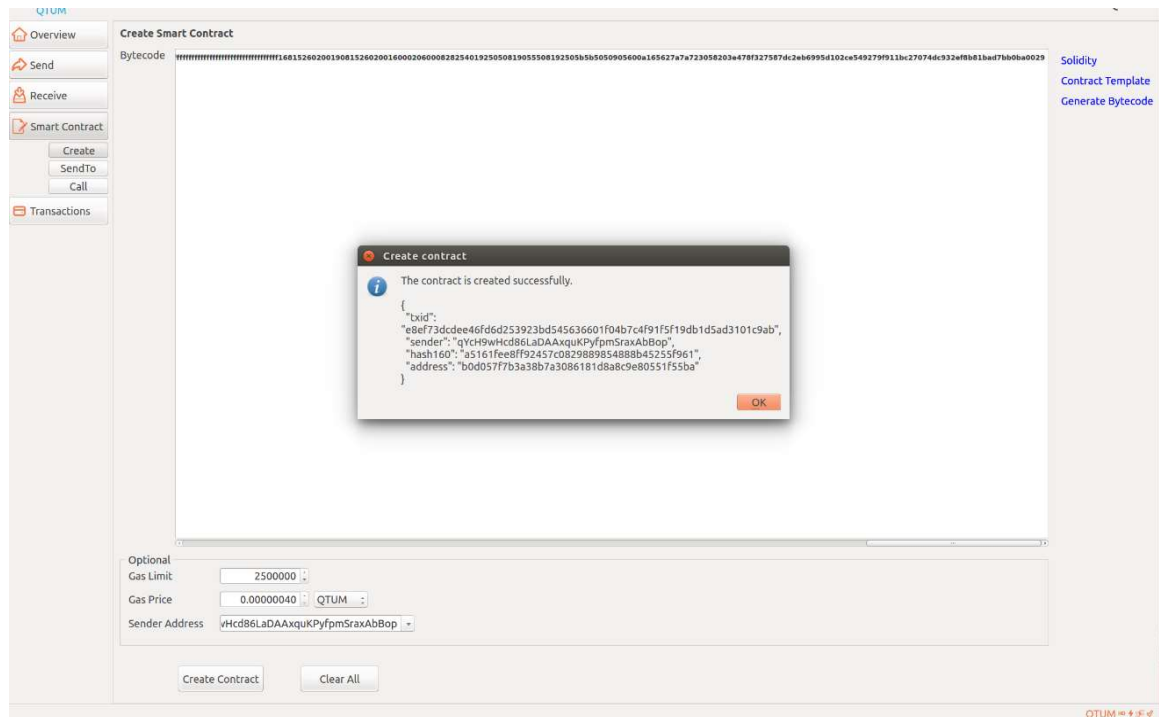 QTUM
Overview
Send
Receive
Smart Contract
Create
SendTo
Call
Transactions
Create Smart Contract
Bytecode
Solidity
Contract Template
Generate Bytecode
Create contract
The contract is created successfully.
{
"txid":
"e8ef73dcdee46fd6d253923bd545636601f04b7c4f91f5f19db1d5ad3101c9ab",
"sender": "qYcH9wHcd86LaDAAxquKPyfpmSraxAbBop",
"hash160": "a5161fee8ff92457c0829889854888b45255f961",
"address": "b0d057f7b3a38b7a3086181d8a8c9e80551f55ba"
}
OK
Optional
Gas Limit 2500000
Gas Price 0.00000040 QTUM
Sender Address vHcd86LaDAAxquKPyfpmSraxAbBop
Create Contract Clear All
QTUM